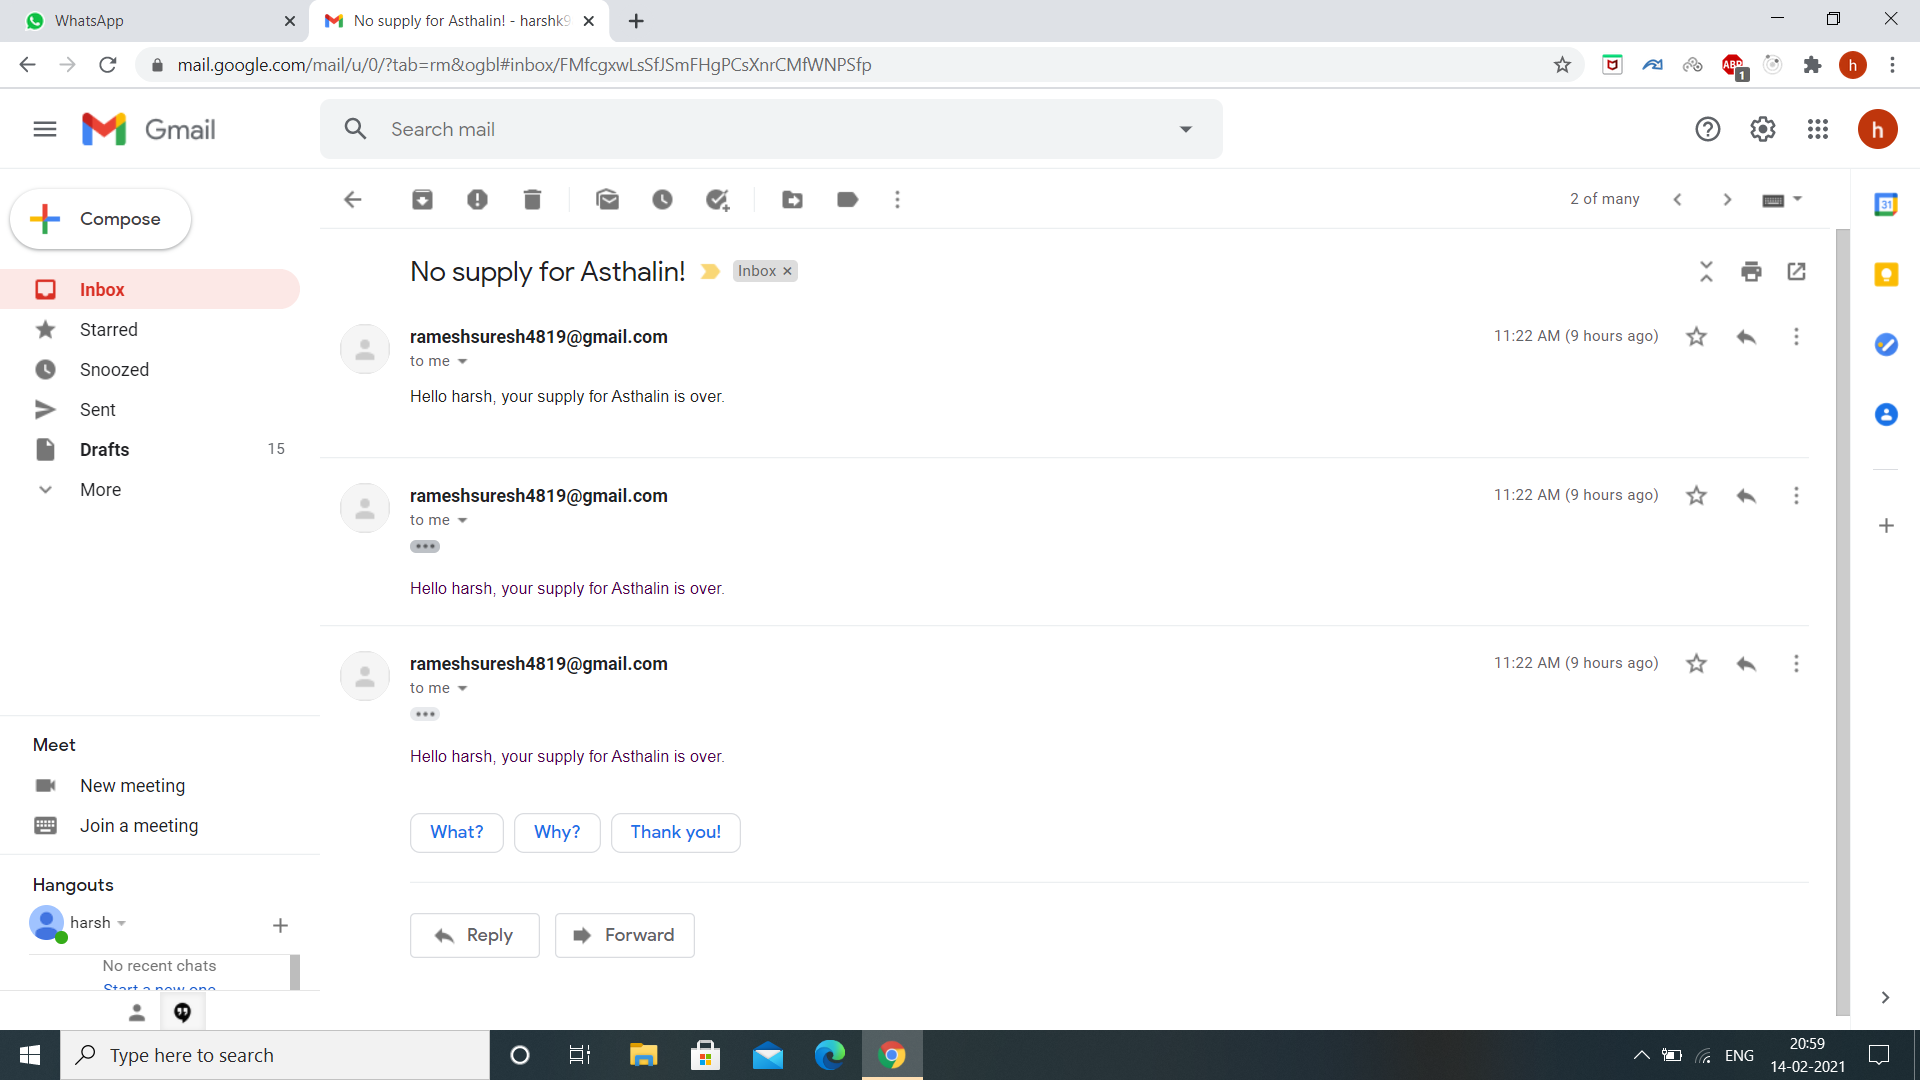 WhatsApp
No supply for Asthalin! - harshk9
mail.google.com/mail/u/0/?tab=rm&ogbl#inbox/FMfcgxwLsSfJSmFHgPCsXnrCMfWNPSfp
ABP
1
h
Gmail
Search mail
h
Compose
2 of many
31
No supply for Asthalin!
Inbox
Inbox
Starred
Snoozed
Sent
Drafts 15
More
rameshsuresh4819@gmail.com 11:22 AM (9 hours ago)
to me
Hello harsh, your supply for Asthalin is over.
rameshsuresh4819@gmail.com 11:22 AM (9 hours ago)
to me
Hello harsh, your supply for Asthalin is over.
rameshsuresh4819@gmail.com 11:22 AM (9 hours ago)
to me
Hello harsh, your supply for Asthalin is over.
What? Why? Thank you!
Reply Forward
Meet
New meeting
Join a meeting
Hangouts
harsh
No recent chats
Start a new one
Type here to search
ENG
20:59
14-02-2021